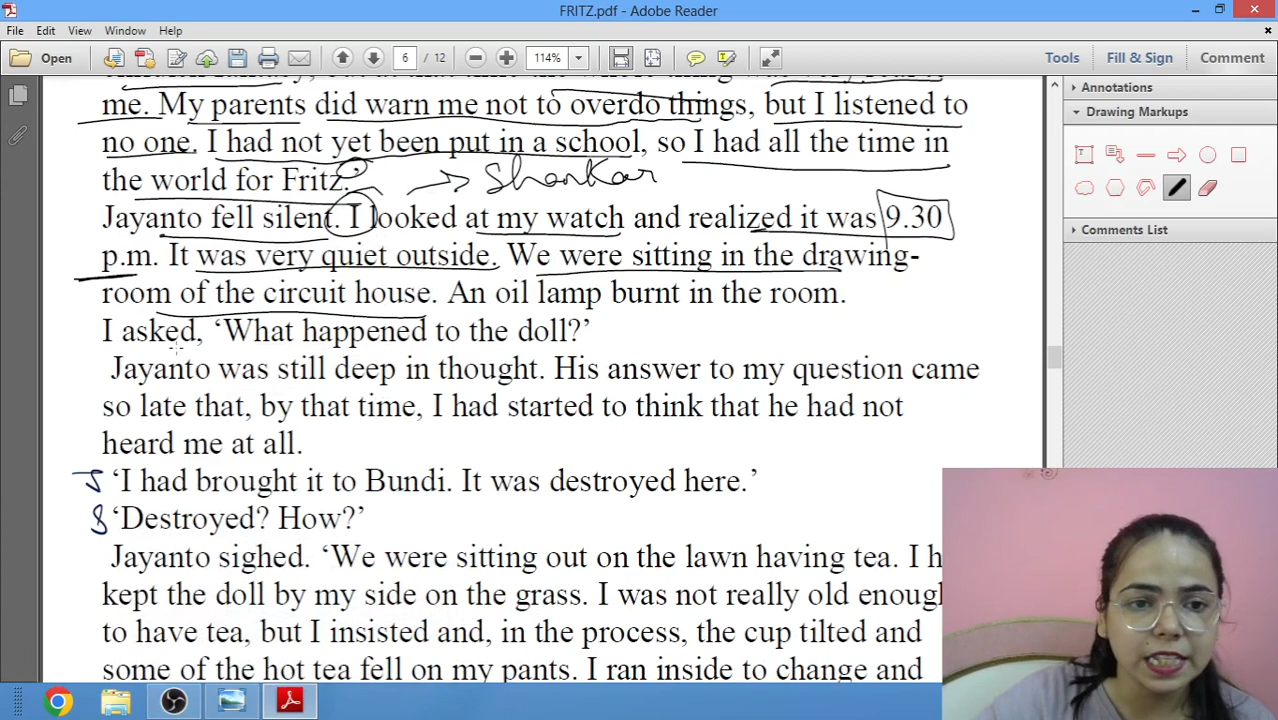 FRITZ.pdf - Adobe Reader
File Edit View Window Help
Open 6 / 12 114% Tools Fill & Sign Comment
me. My parents did warn me not to overdo things, but I listened to
no one. I had not yet been put in a school, so I had all the time in
the world for Fritz.’
Shankar
Jayanto fell silent. I looked at my watch and realized it was 9.30
p.m. It was very quiet outside. We were sitting in the drawing-
room of the circuit house. An oil lamp burnt in the room.
I asked, ‘What happened to the doll?’
Jayanto was still deep in thought. His answer to my question came
so late that, by that time, I had started to think that he had not
heard me at all.
J ‘I had brought it to Bundi. It was destroyed here.’
S ‘Destroyed? How?’
Jayanto sighed. ‘We were sitting out on the lawn having tea. I h
kept the doll by my side on the grass. I was not really old enoug
to have tea, but I insisted and, in the process, the cup tilted and
some of the hot tea fell on my pants. I ran inside to change and
Annotations
Drawing Markups
Comments List